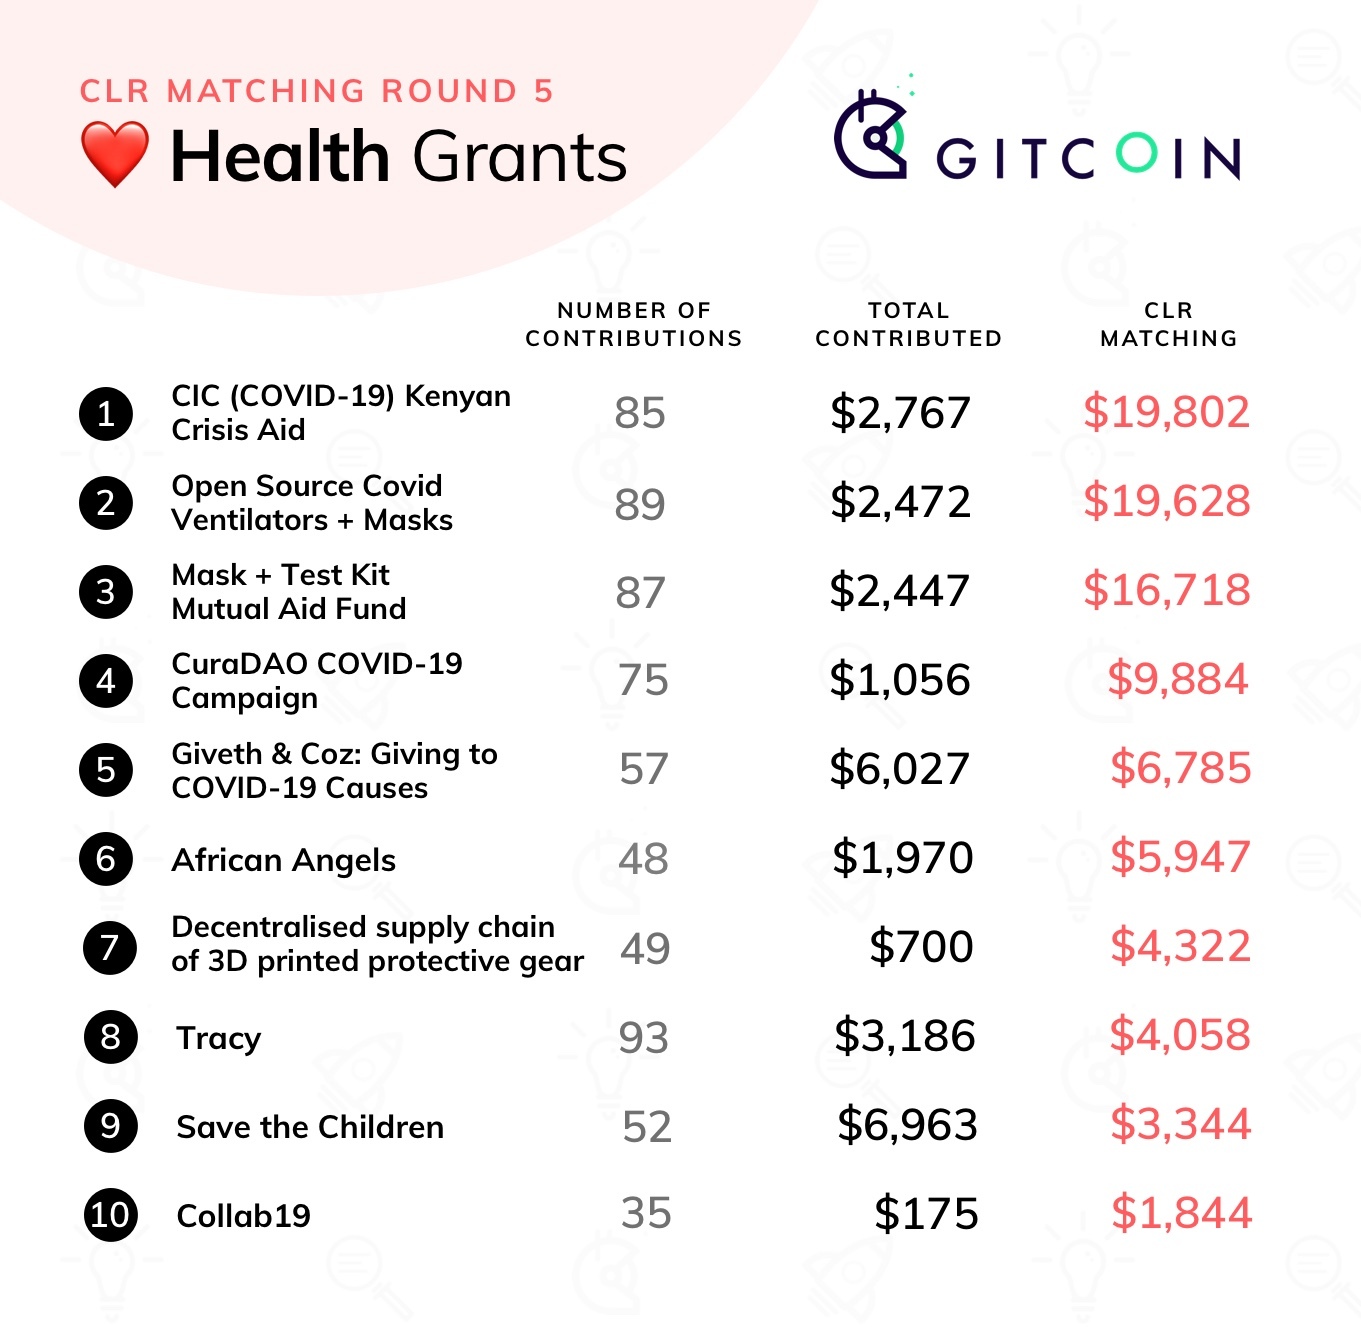 CLR MATCHING ROUND 5
❤️ Health Grants
GITCOIN
NUMBER OF
CONTRIBUTIONS
TOTAL
CONTRIBUTED
CLR
MATCHING
1
CIC (COVID-19) Kenyan
Crisis Aid
85
$2,767
$19,802
2
Open Source Covid
Ventilators + Masks
89
$2,472
$19,628
3
Mask + Test Kit
Mutual Aid Fund
87
$2,447
$16,718
4
CuraDAO COVID-19
Campaign
75
$1,056
$9,884
5
Giveth & Coz: Giving to
COVID-19 Causes
57
$6,027
$6,785
6
African Angels
48
$1,970
$5,947
7
Decentralised supply chain
of 3D printed protective gear
49
$700
$4,322
8
Tracy
93
$3,186
$4,058
9
Save the Children
52
$6,963
$3,344
10
Collab19
35
$175
$1,844